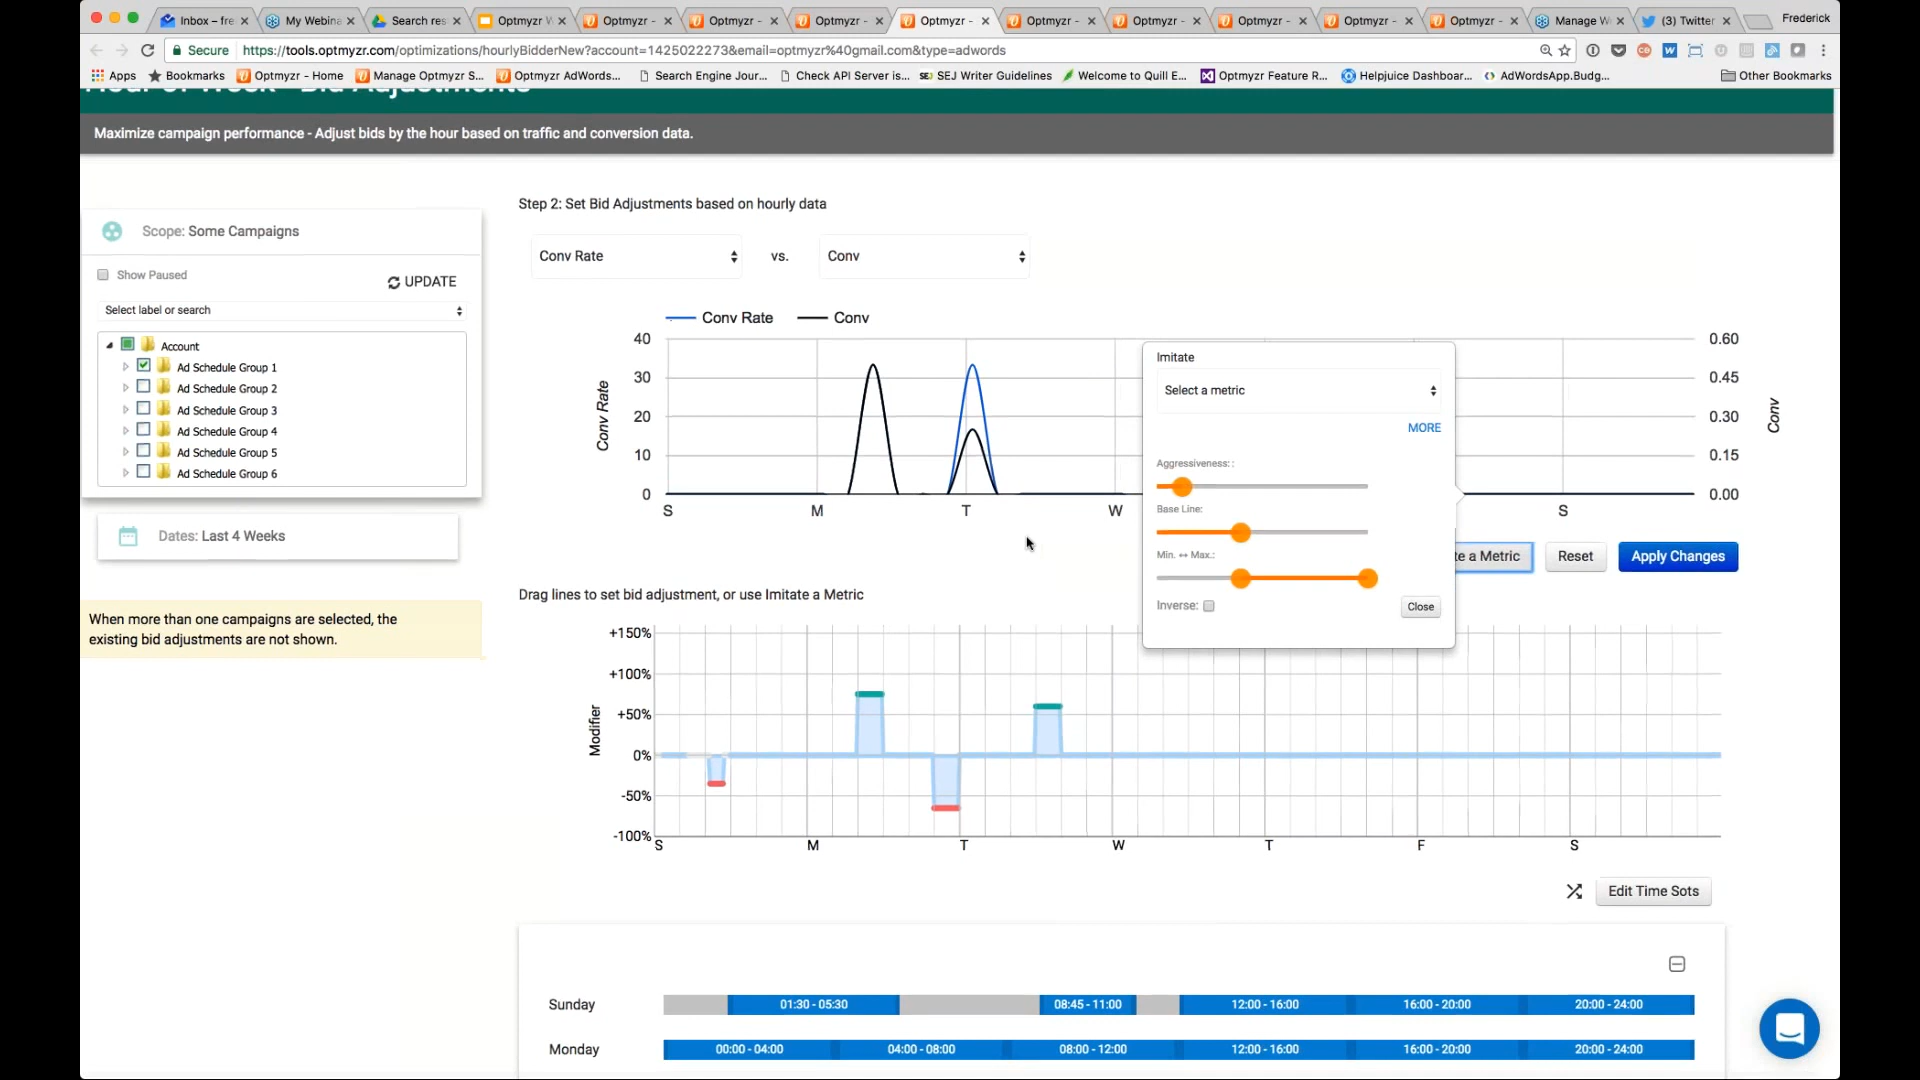 Inbox – fre
My Webina
Search res
Optmyzr W
Optmyzr -
Optmyzr -
Optmyzr -
Optmyzr -
Optmyzr -
Optmyzr -
Optmyzr -
Optmyzr -
Optmyzr -
Manage W
(3) Twitter
Frederick
Secure
https://tools.optmyzr.com/optimizations/hourlyBidderNew?account=1425022273&email=optmyzr%40gmail.com&type=adwords
Apps
Bookmarks
Optmyzr - Home
Manage Optmyzr S...
Optmyzr AdWords...
Search Engine Jour...
Check API Server is...
SEJ Writer Guidelines
Welcome to Quill E...
Optmyzr Feature R...
Helpjuice Dashboar...
AdWordsApp.Budg...
Other Bookmarks
Hour of Week - Bid Adjustments
Maximize campaign performance - Adjust bids by the hour based on traffic and conversion data.
Scope: Some Campaigns
Show Paused
UPDATE
Select label or search
Account
Ad Schedule Group 1
Ad Schedule Group 2
Ad Schedule Group 3
Ad Schedule Group 4
Ad Schedule Group 5
Ad Schedule Group 6
Dates: Last 4 Weeks
When more than one campaigns are selected, the
existing bid adjustments are not shown.
Step 2: Set Bid Adjustments based on hourly data
Conv Rate
vs.
Conv
Conv Rate
Conv
40
30
20
10
0
Conv Rate
0.60
0.45
0.30
0.15
0.00
Conv
S
M
T
W
S
Imitate
Select a metric
MORE
Aggressiveness::
Base Line:
Min. ↔ Max.:
Inverse:
Close
te a Metric
Reset
Apply Changes
Drag lines to set bid adjustment, or use Imitate a Metric
+150%
+100%
+50%
0%
-50%
-100%
Modifier
S
M
T
W
T
F
S
Edit Time Sots
Sunday
01:30 - 05:30
08:45 - 11:00
12:00 - 16:00
16:00 - 20:00
20:00 - 24:00
Monday
00:00 - 04:00
04:00 - 08:00
08:00 - 12:00
12:00 - 16:00
16:00 - 20:00
20:00 - 24:00